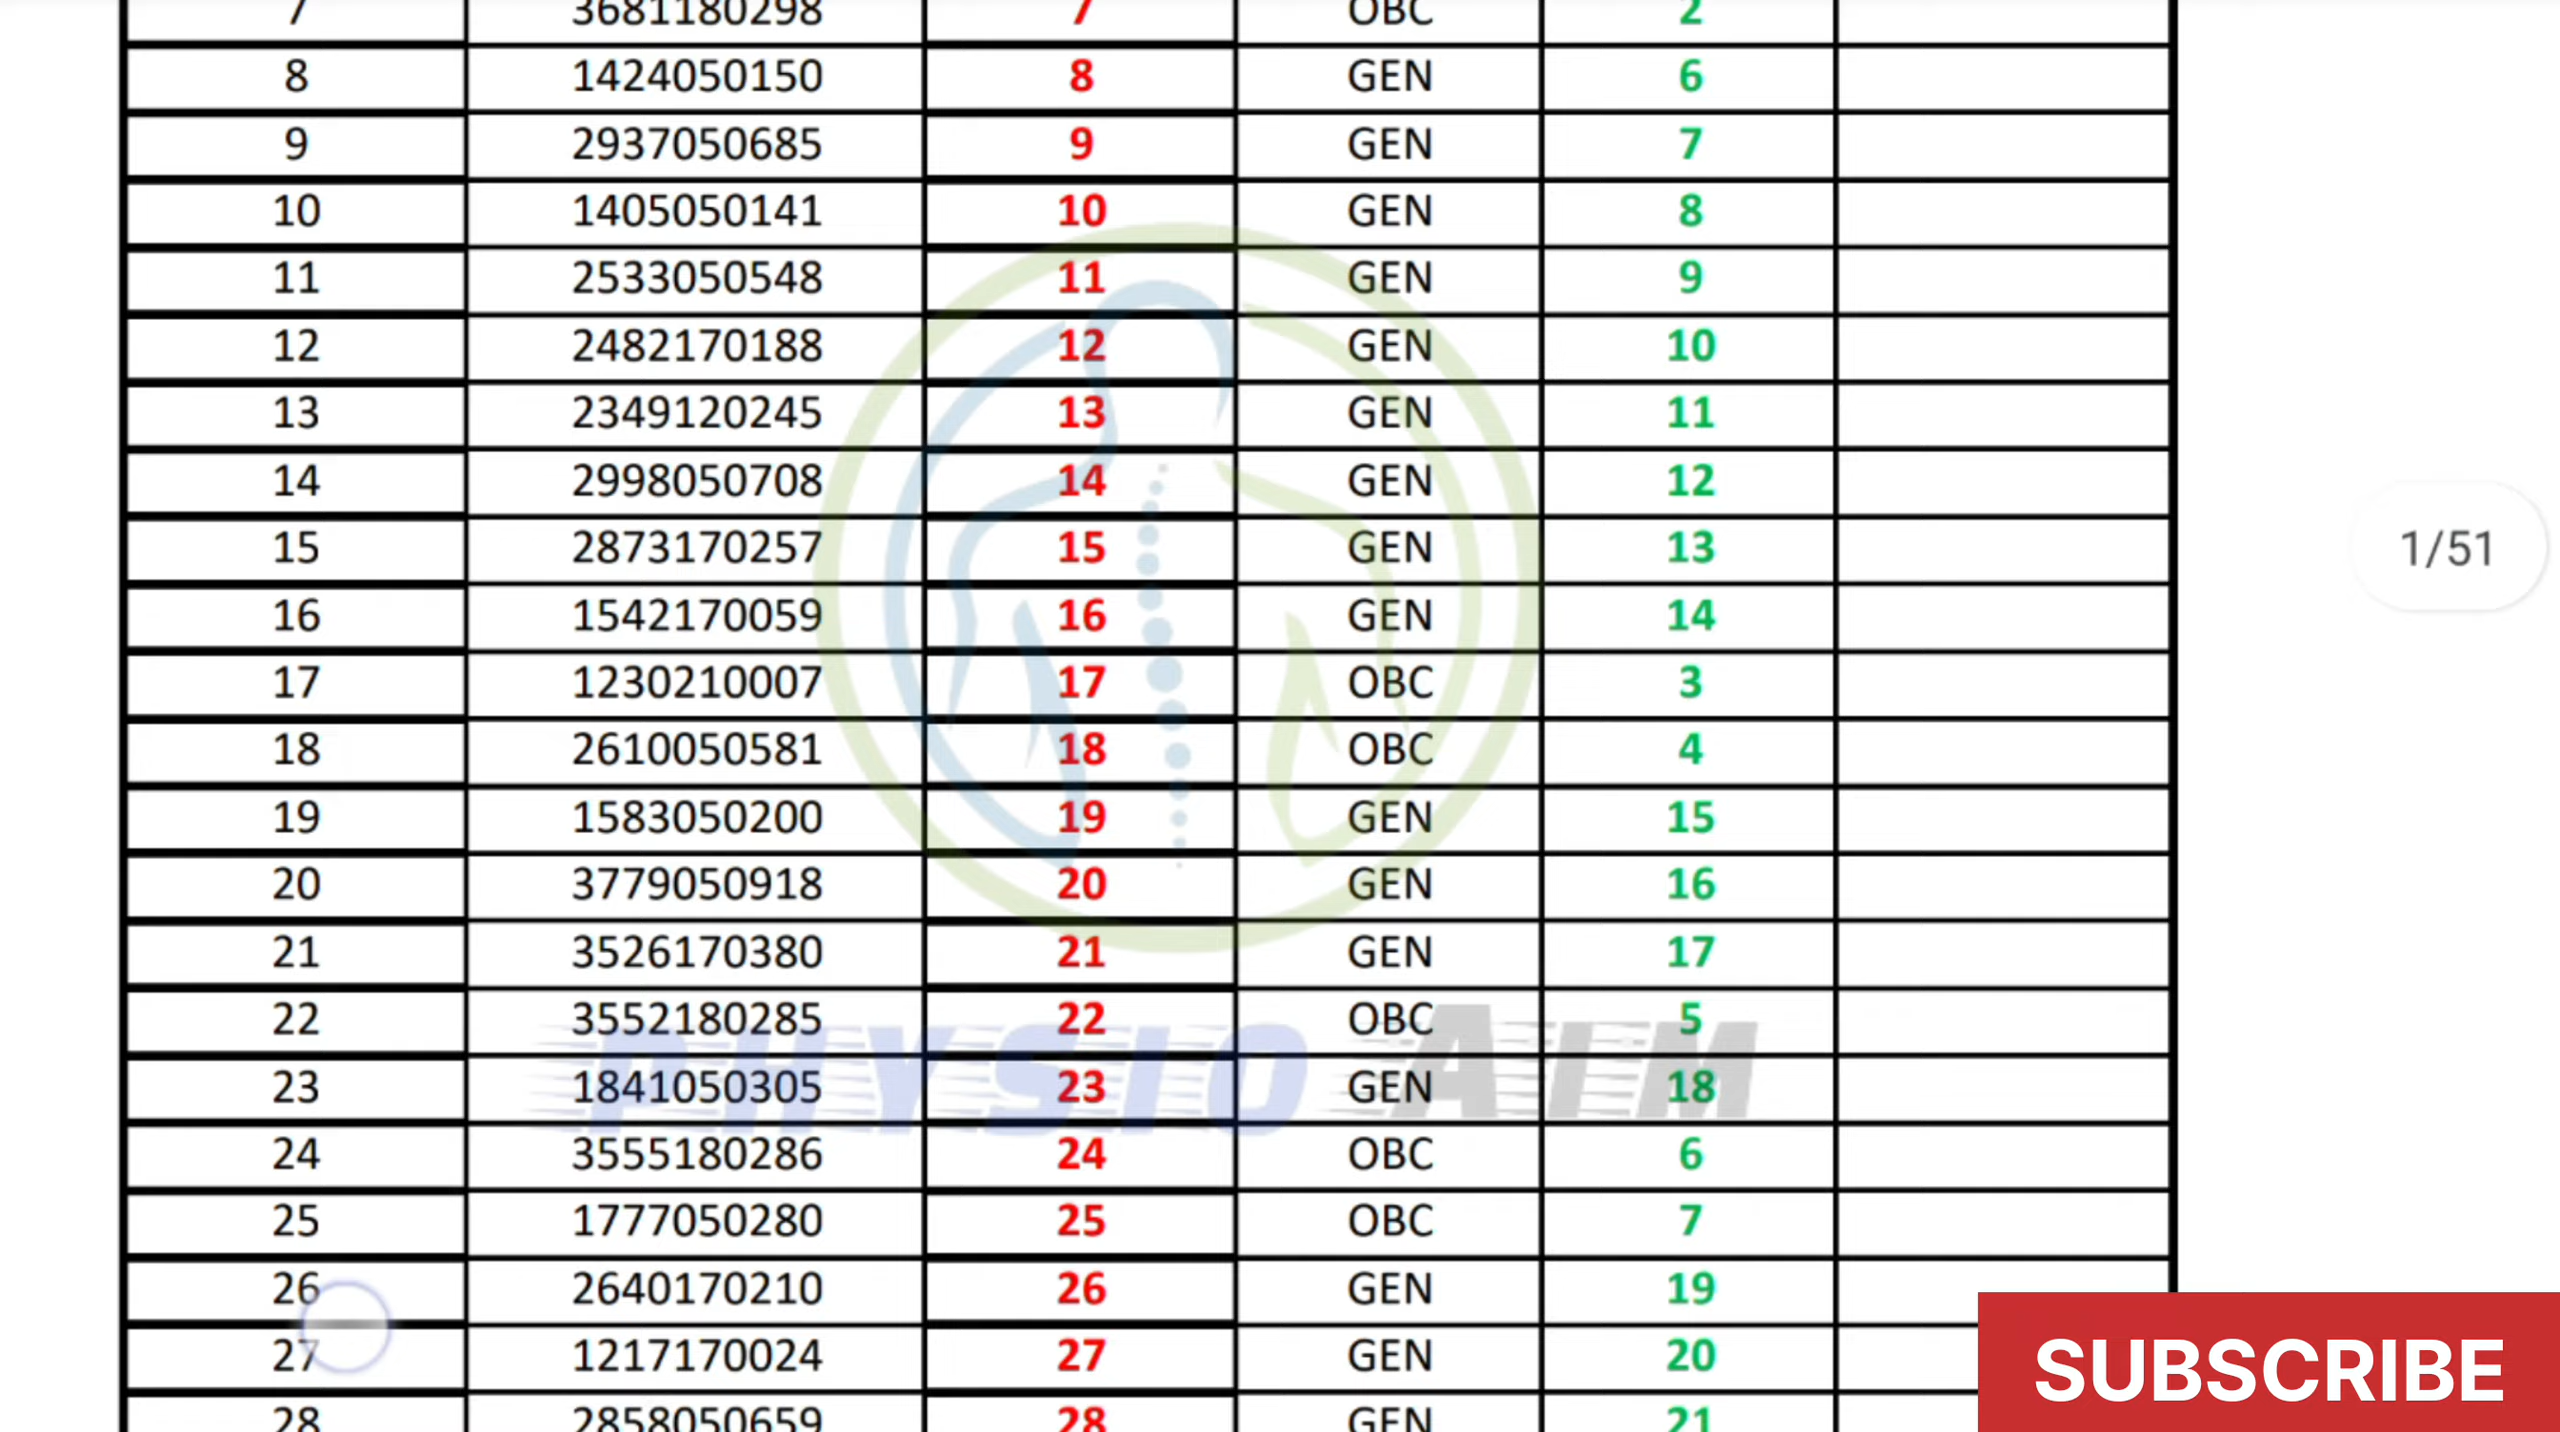 7 3681180298 7 OBC 2
8 1424050150 8 GEN 6
9 2937050685 9 GEN 7
10 1405050141 10 GEN 8
11 2533050548 11 GEN 9
12 2482170188 12 GEN 10
13 2349120245 13 GEN 11
14 2998050708 14 GEN 12
15 2873170257 15 GEN 13
1/51
16 1542170059 16 GEN 14
17 1230210007 17 OBC 3
18 2610050581 18 OBC 4
19 1583050200 19 GEN 15
20 3779050918 20 GEN 16
21 3526170380 21 GEN 17
22 3552180285 22 OBC 5
PHYSIO AIM
23 1841050305 23 GEN 18
24 3555180286 24 OBC 6
25 1777050280 25 OBC 7
26 2640170210 26 GEN 19
27 1217170024 27 GEN 20
SUBSCRIBE
28 2858050659 28 GEN 21